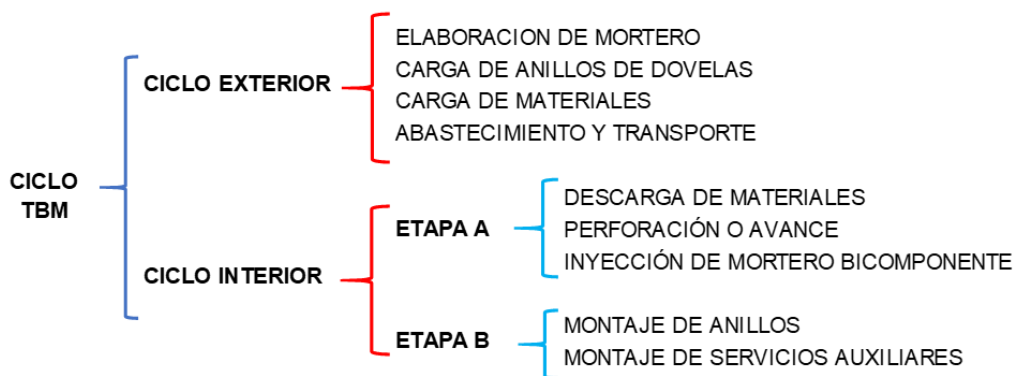 CICLO
TBM
CICLO EXTERIOR
ELABORACION DE MORTERO
CARGA DE ANILLOS DE DOVELAS
CARGA DE MATERIALES
ABASTECIMIENTO Y TRANSPORTE
CICLO INTERIOR
ETAPA A
DESCARGA DE MATERIALES
PERFORACIÓN O AVANCE
INYECCIÓN DE MORTERO BICOMPONENTE
ETAPA B
MONTAJE DE ANILLOS
MONTAJE DE SERVICIOS AUXILIARES